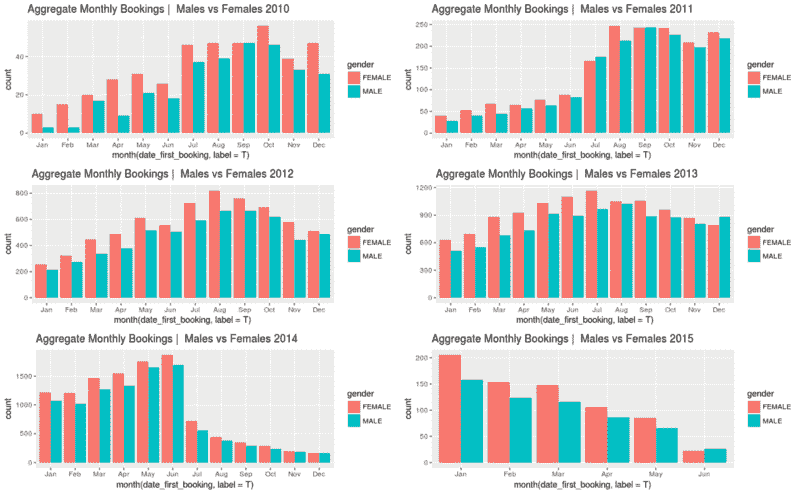 Aggregate Monthly Bookings | Males vs Females 2010
count
40
20
0
Jan Feb Mar Apr May Jun Jul Aug Sep Oct Nov Dec
month(date_first_booking, label = T)
gender
FEMALE
MALE
Aggregate Monthly Bookings | Males vs Females 2011
count
250
200
150
100
50
0
Jan Feb Mar Apr May Jun Jul Aug Sep Oct Nov Dec
month(date_first_booking, label = T)
gender
FEMALE
MALE
Aggregate Monthly Bookings | Males vs Females 2012
count
800
600
400
200
0
Jan Feb Mar Apr May Jun Jul Aug Sep Oct Nov Dec
month(date_first_booking, label = T)
gender
FEMALE
MALE
Aggregate Monthly Bookings | Males vs Females 2013
count
1200
900
600
300
0
Jan Feb Mar Apr May Jun Jul Aug Sep Oct Nov Dec
month(date_first_booking, label = T)
gender
FEMALE
MALE
Aggregate Monthly Bookings | Males vs Females 2014
count
1500
1000
500
0
Jan Feb Mar Apr May Jun Jul Aug Sep Oct Nov Dec
month(date_first_booking, label = T)
gender
FEMALE
MALE
Aggregate Monthly Bookings | Males vs Females 2015
count
200
150
100
50
0
Jan Feb Mar Apr May Jun
month(date_first_booking, label = T)
gender
FEMALE
MALE